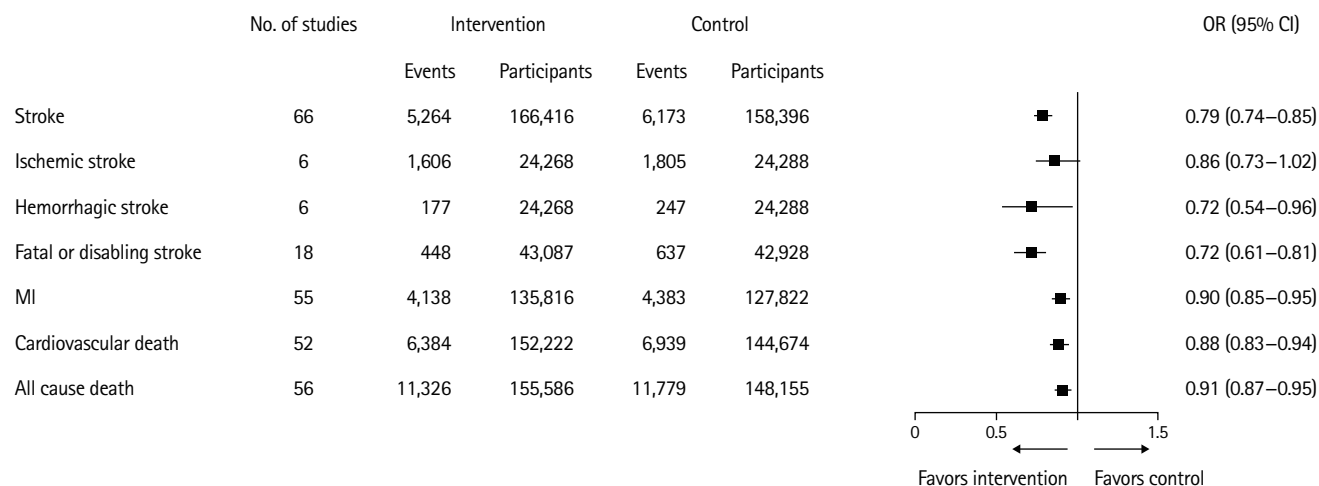 No. of studies Intervention Control OR (95% CI)
Events Participants Events Participants
Stroke 66 5,264 166,416 6,173 158,396 0.79 (0.74–0.85)
Ischemic stroke 6 1,606 24,268 1,805 24,288 0.86 (0.73–1.02)
Hemorrhagic stroke 6 177 24,268 247 24,288 0.72 (0.54–0.96)
Fatal or disabling stroke 18 448 43,087 637 42,928 0.72 (0.61–0.81)
MI 55 4,138 135,816 4,383 127,822 0.90 (0.85–0.95)
Cardiovascular death 52 6,384 152,222 6,939 144,674 0.88 (0.83–0.94)
All cause death 56 11,326 155,586 11,779 148,155 0.91 (0.87–0.95)
0 0.5 1.5
Favors intervention Favors control